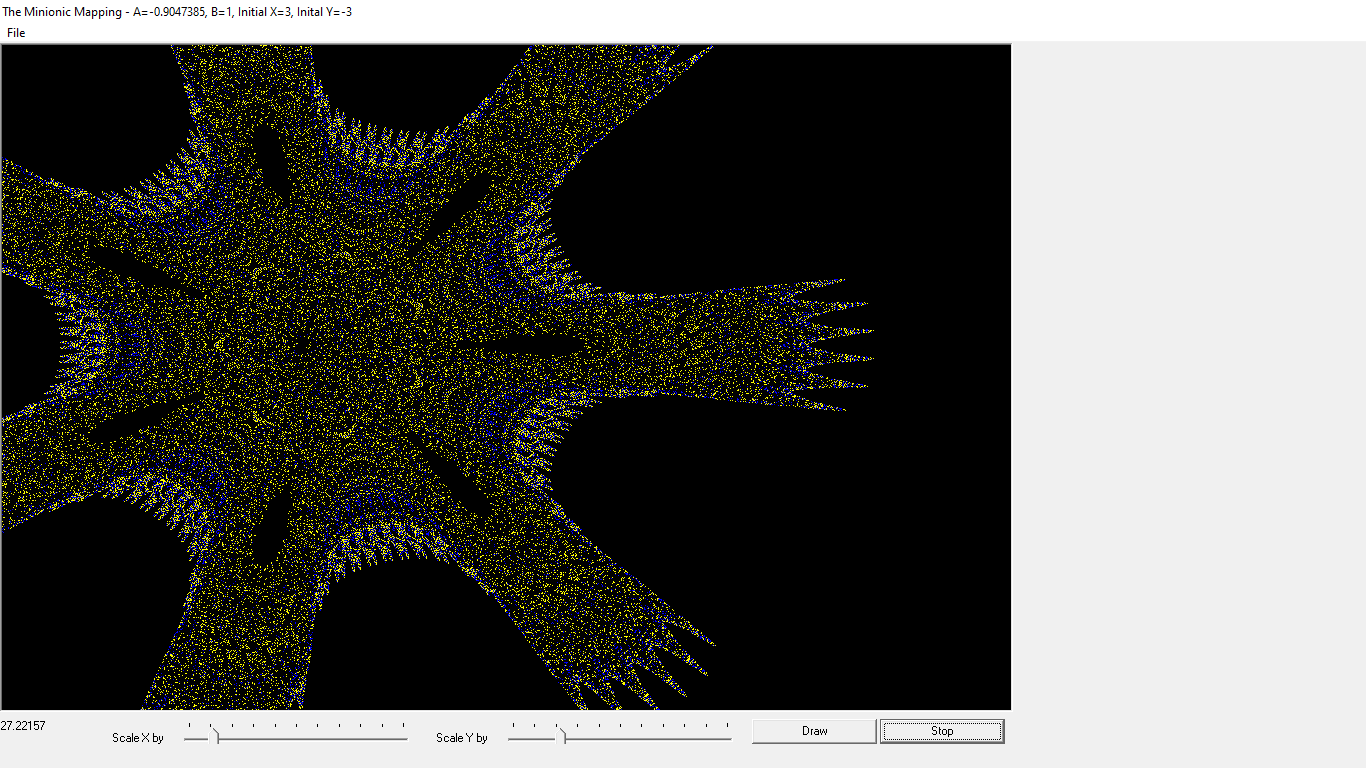 The Minionic Mapping - A=-0.9047385, B=1, Initial X=3, Inital Y=-3
File
27.22157
Scale X by
Scale Y by
Draw
Stop